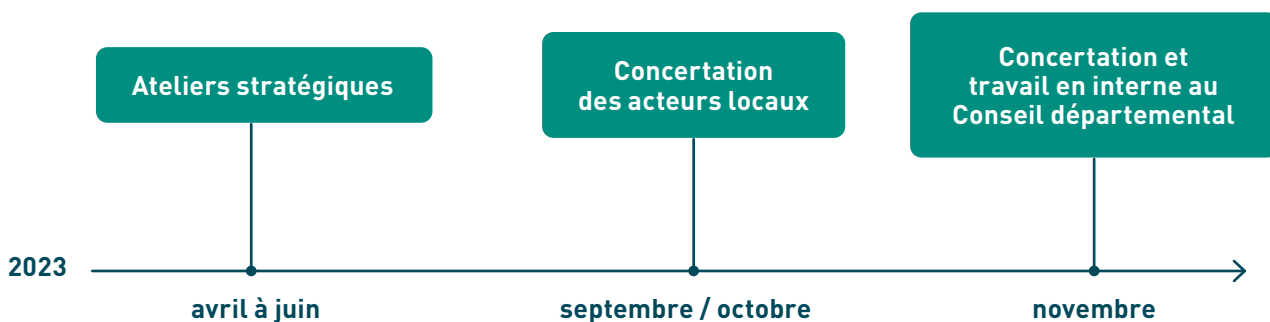 Ateliers stratégiques
Concertation
des acteurs locaux
Concertation et
travail en interne au
Conseil départemental
2023
avril à juin
septembre / octobre
novembre